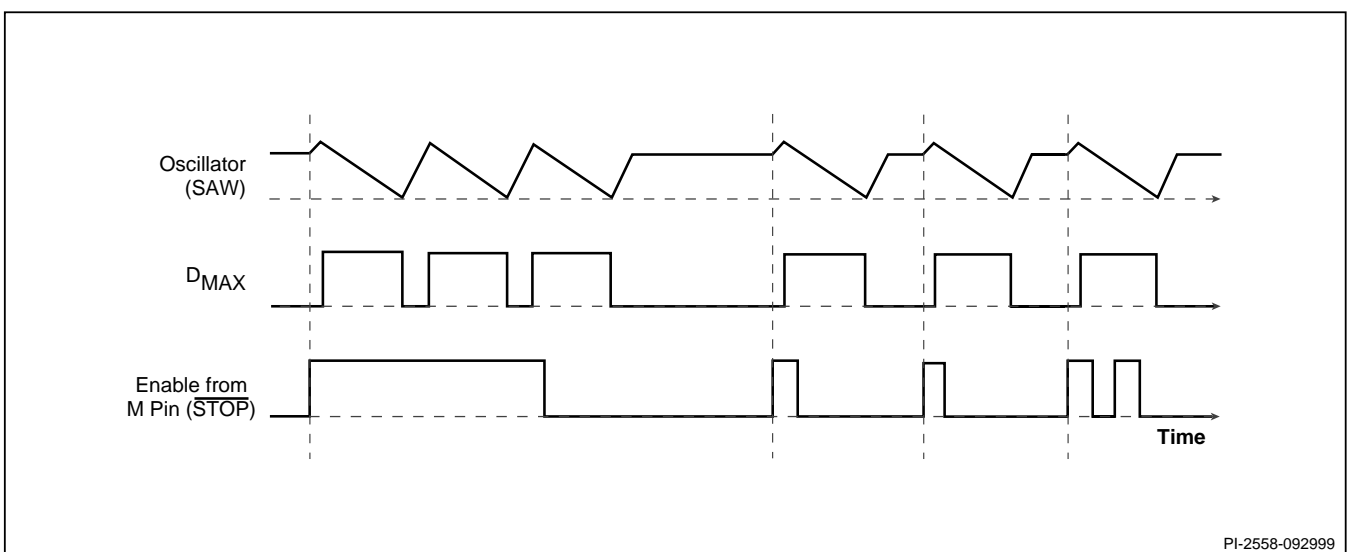 Oscillator
(SAW)
DMAX
Enable from
M Pin (STOP)
Time
PI-2558-092999